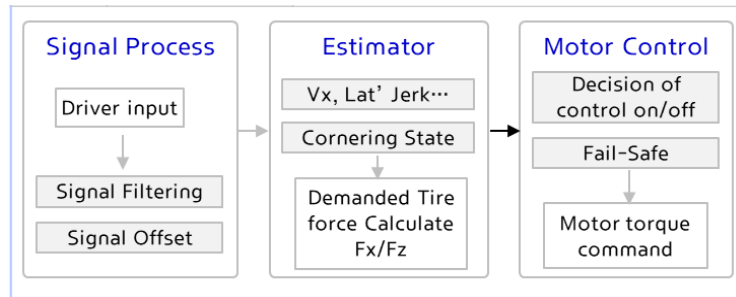 Signal Process
Driver input
Signal Filtering
Signal Offset
Estimator
Vx, Lat’ Jerk…
Cornering State
Demanded Tire
force Calculate
Fx/Fz
Motor Control
Decision of
control on/off
Fail-Safe
Motor torque
command